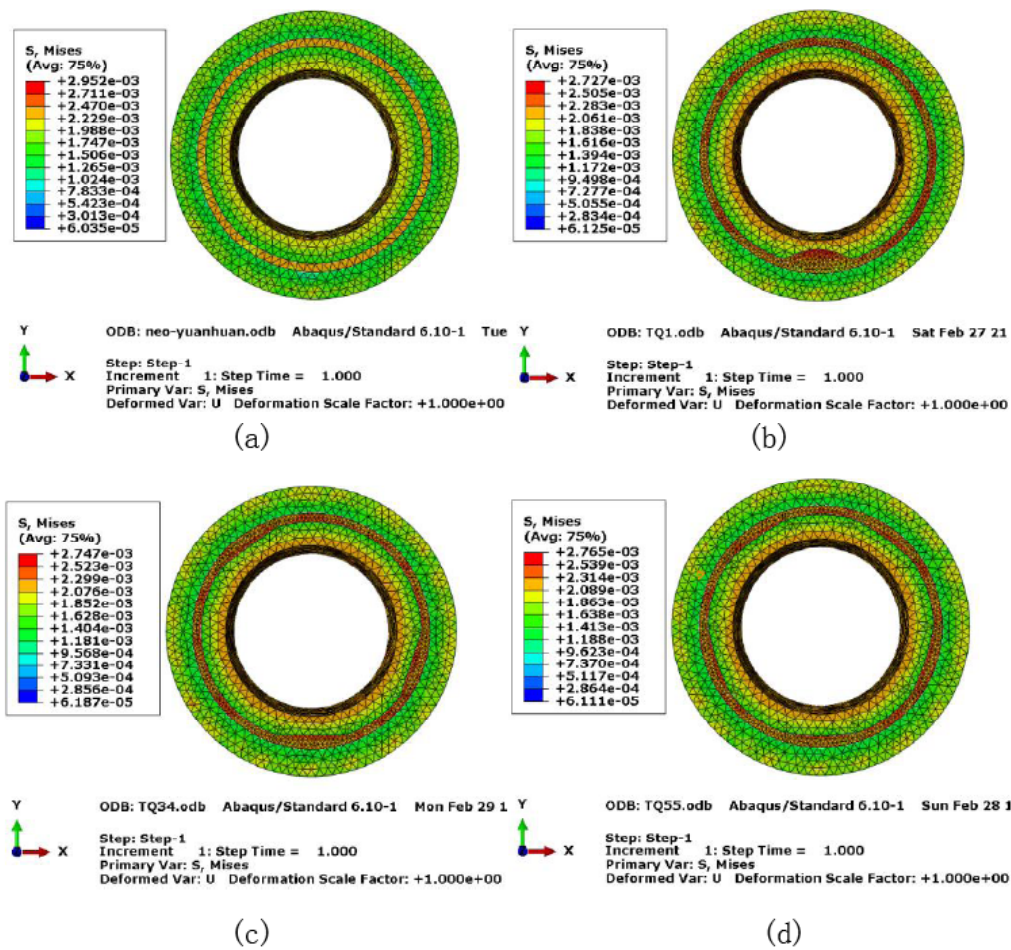 S, Mises
(Avg: 75%)
+2.952e-03
+2.711e-03
+2.470e-03
+2.229e-03
+1.988e-03
+1.747e-03
+1.506e-03
+1.265e-03
+1.024e-03
+7.833e-04
+5.423e-04
+3.013e-04
+6.035e-05
Y
X
ODB: neo-yuanhuan.odb Abaqus/Standard 6.10-1 Tue
Step: Step-1
Increment 1: Step Time = 1.000
Primary Var: S, Mises
Deformed Var: U Deformation Scale Factor: +1.000e+00
(a)
S, Mises
(Avg: 75%)
+2.727e-03
+2.505e-03
+2.283e-03
+2.061e-03
+1.838e-03
+1.616e-03
+1.394e-03
+1.172e-03
+9.498e-04
+7.277e-04
+5.055e-04
+2.834e-04
+6.125e-05
Y
X
ODB: TQ1.odb Abaqus/Standard 6.10-1 Sat Feb 27 21
Step: Step-1
Increment 1: Step Time = 1.000
Primary Var: S, Mises
Deformed Var: U Deformation Scale Factor: +1.000e+00
(b)
S, Mises
(Avg: 75%)
+2.747e-03
+2.523e-03
+2.299e-03
+2.076e-03
+1.852e-03
+1.628e-03
+1.404e-03
+1.181e-03
+9.568e-04
+7.331e-04
+5.093e-04
+2.856e-04
+6.187e-05
Y
X
ODB: TQ34.odb Abaqus/Standard 6.10-1 Mon Feb 29 1
Step: Step-1
Increment 1: Step Time = 1.000
Primary Var: S, Mises
Deformed Var: U Deformation Scale Factor: +1.000e+00
(c)
S, Mises
(Avg: 75%)
+2.765e-03
+2.539e-03
+2.314e-03
+2.089e-03
+1.863e-03
+1.638e-03
+1.413e-03
+1.188e-03
+9.623e-04
+7.370e-04
+5.117e-04
+2.864e-04
+6.111e-05
Y
X
ODB: TQ55.odb Abaqus/Standard 6.10-1 Sun Feb 28 1
Step: Step-1
Increment 1: Step Time = 1.000
Primary Var: S, Mises
Deformed Var: U Deformation Scale Factor: +1.000e+00
(d)